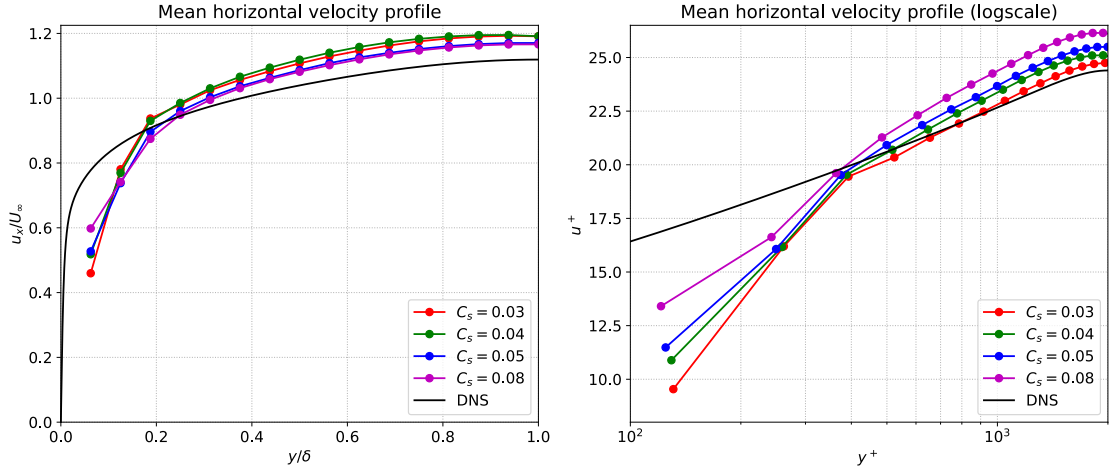 Mean horizontal velocity profile
1.2
1.0
0.8
0.6
0.4
0.2
0.0
u_x/U_∞
0.0 0.2 0.4 0.6 0.8 1.0
y/δ
C_s = 0.03
C_s = 0.04
C_s = 0.05
C_s = 0.08
DNS
Mean horizontal velocity profile (logscale)
25.0
22.5
20.0
17.5
15.0
12.5
10.0
u⁺
10² 10³
y⁺
C_s = 0.03
C_s = 0.04
C_s = 0.05
C_s = 0.08
DNS